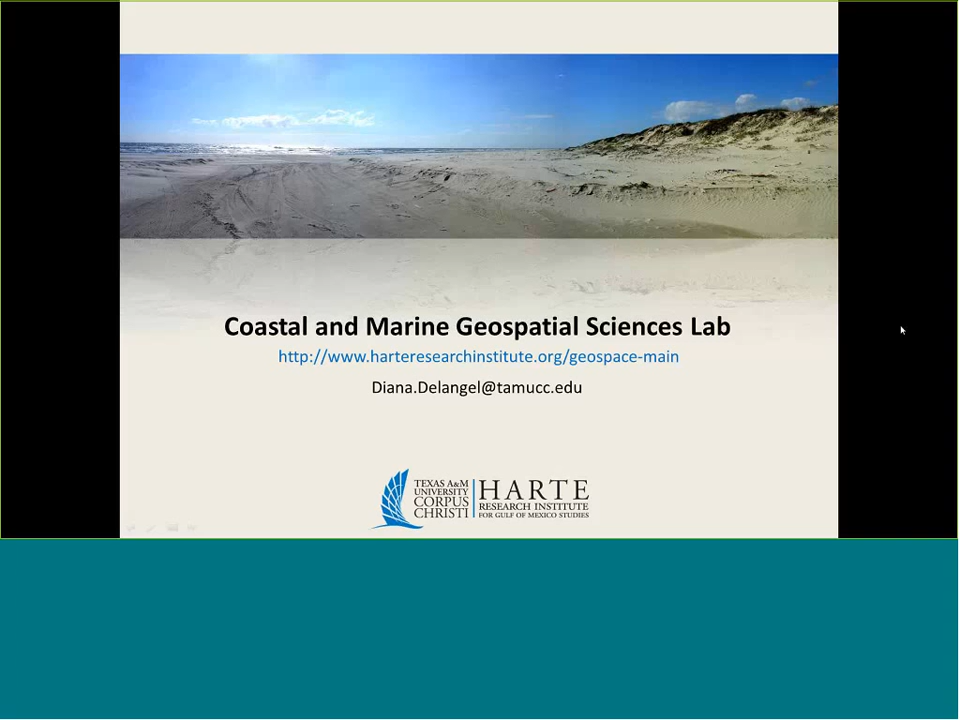 Coastal and Marine Geospatial Sciences Lab
http://www.harteresearchinstitute.org/geospace-main
Diana.Delangel@tamucc.edu
TEXAS A&M
UNIVERSITY
CORPUS
CHRISTI
HARTE
RESEARCH INSTITUTE
FOR GULF OF MEXICO STUDIES